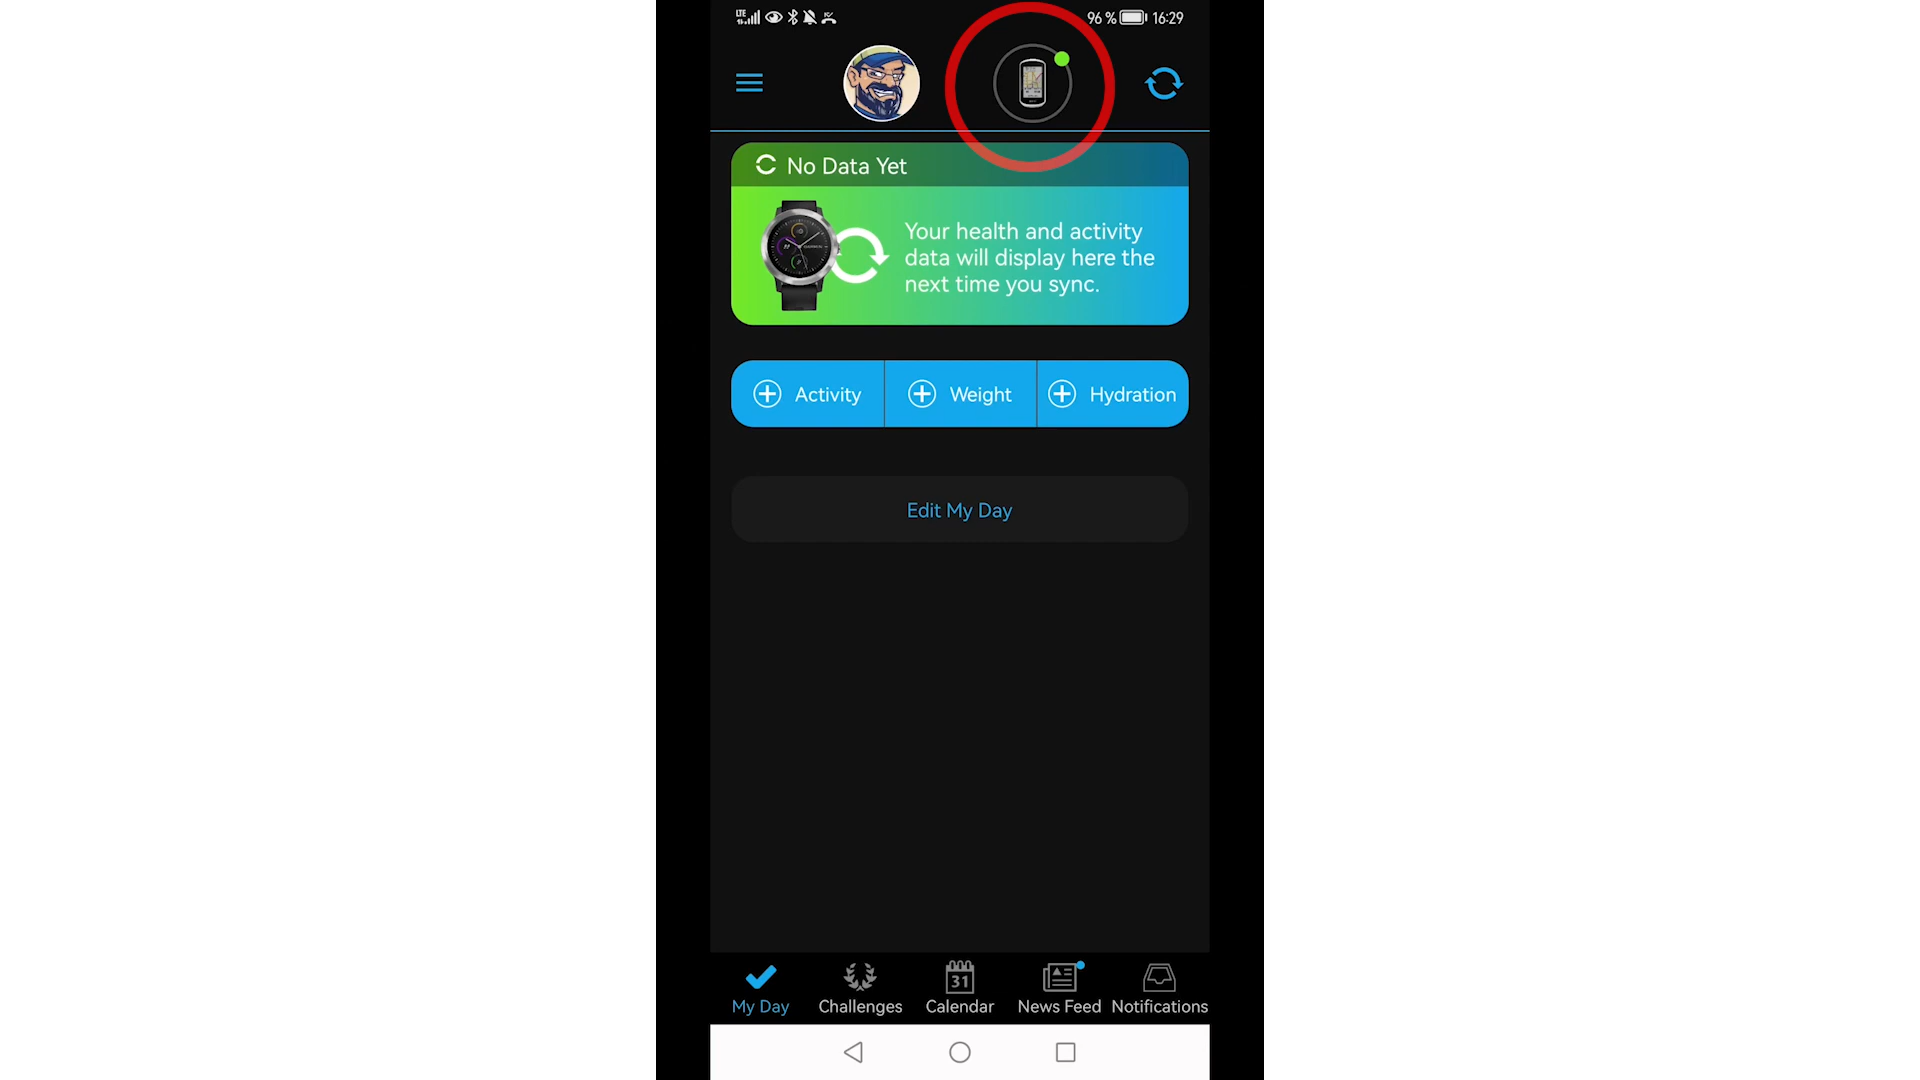 LTE 96 % 16:29
No Data Yet
Your health and activity
data will display here the
next time you sync.
Activity Weight Hydration
Edit My Day
31
My Day Challenges Calendar News Feed Notifications